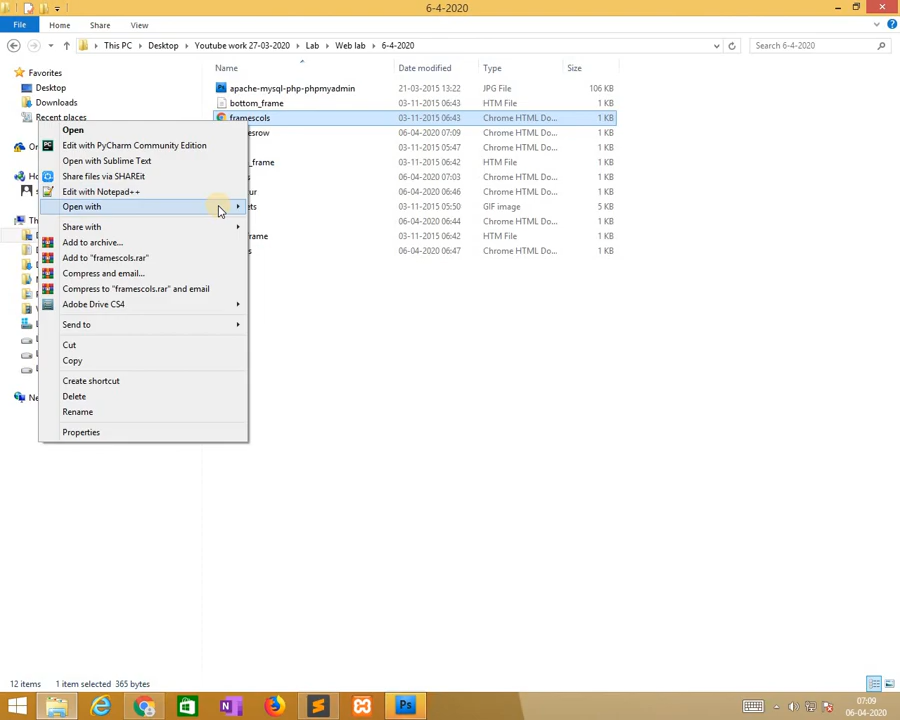 6-4-2020
File Home Share View
This PC Desktop Youtube work 27-03-2020 Lab Web lab 6-4-2020 Search 6-4-2020
Name Date modified Type Size
Favorites
Desktop
Downloads
Recent places
apache-mysql-php-phpmyadmin 21-03-2015 13:22 JPG File 106 KB
bottom_frame 03-11-2015 06:43 HTM File 1 KB
framescols 03-11-2015 06:43 Chrome HTML Do... 1 KB
esrow 06-04-2020 07:09 Chrome HTML Do... 1 KB
03-11-2015 05:47 Chrome HTML Do... 1 KB
_frame 03-11-2015 06:42 HTM File 1 KB
s 06-04-2020 07:03 Chrome HTML Do... 1 KB
ur 06-04-2020 06:46 Chrome HTML Do... 1 KB
ets 03-11-2015 05:50 GIF image 5 KB
06-04-2020 06:44 Chrome HTML Do... 1 KB
rame 03-11-2015 06:42 HTM File 1 KB
s 06-04-2020 06:47 Chrome HTML Do... 1 KB
Open
Edit with PyCharm Community Edition
Open with Sublime Text
Share files via SHAREit
Edit with Notepad++
Open with
Share with
Add to archive...
Add to "framescols.rar"
Compress and email...
Compress to "framescols.rar" and email
Adobe Drive CS4
Send to
Cut
Copy
Create shortcut
Delete
Rename
Properties
12 items 1 item selected 365 bytes
Ps
07:09
06-04-2020